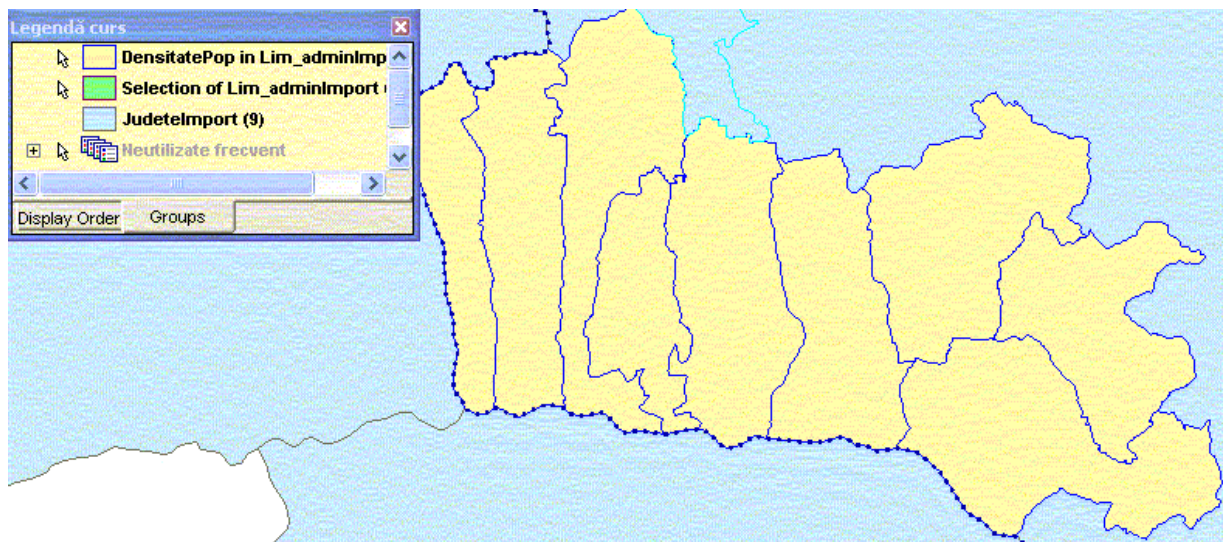 Legendă curs
DensitatePop in Lim_adminImp
Selection of Lim_adminImport
JudeteImport (9)
Neutilizate frecvent
Display Order Groups